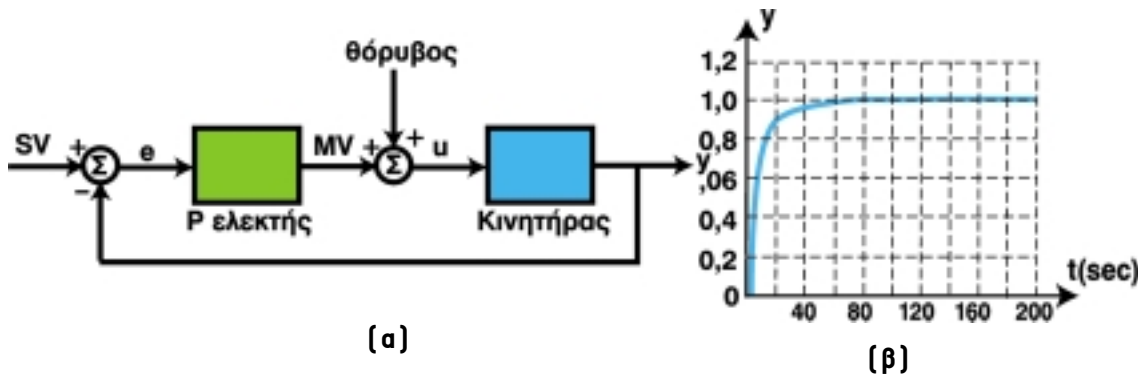 θόρυβος
SV
+
Σ
−
e
MV
+
+
Σ
u
y
P ελεκτής
Κινητήρας
(α)
y
1,2
1,0
0,8
,06
0,4
0,2
0
40
80
120
160
200
t(sec)
(β)